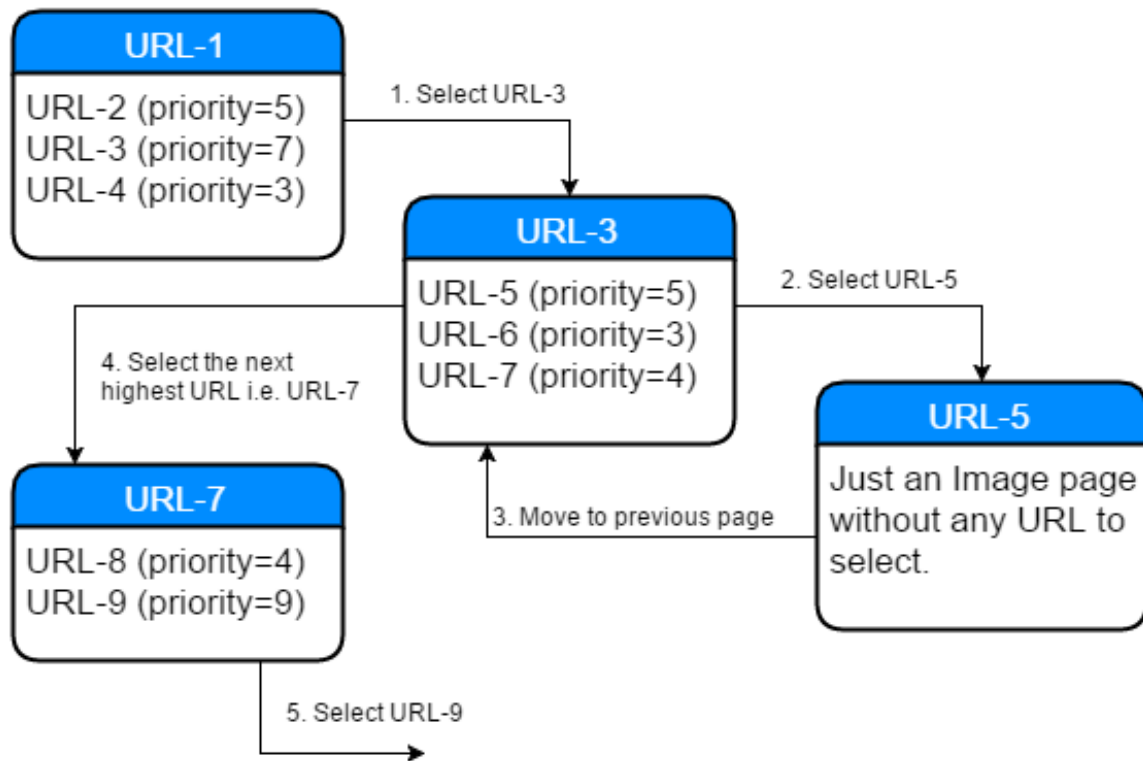 URL-1
URL-2 (priority=5)
URL-3 (priority=7)
URL-4 (priority=3)
1. Select URL-3
URL-3
URL-5 (priority=5)
URL-6 (priority=3)
URL-7 (priority=4)
2. Select URL-5
URL-5
Just an Image page
without any URL to
select.
3. Move to previous page
4. Select the next
highest URL i.e. URL-7
URL-7
URL-8 (priority=4)
URL-9 (priority=9)
5. Select URL-9